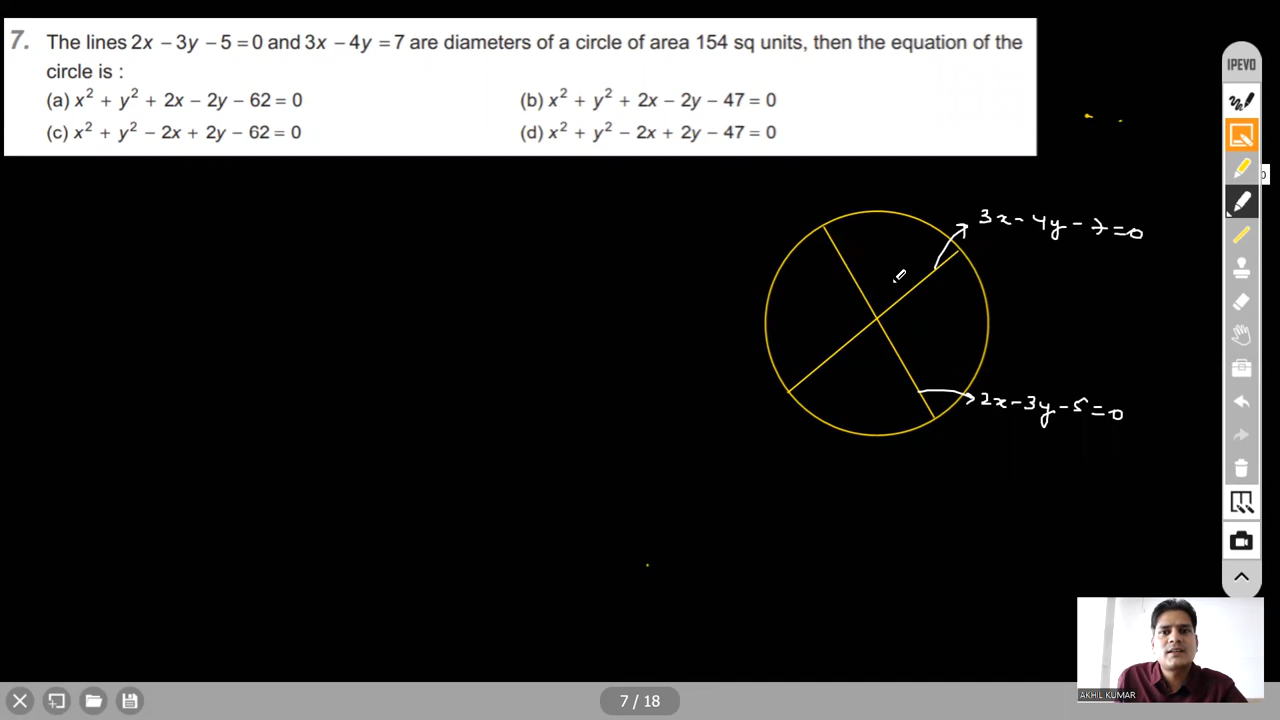 7. The lines 2x – 3y – 5 = 0 and 3x – 4y = 7 are diameters of a circle of area 154 sq units, then the equation of the
circle is :
(a) x² + y² + 2x – 2y – 62 = 0 (b) x² + y² + 2x – 2y – 47 = 0
(c) x² + y² – 2x + 2y – 62 = 0 (d) x² + y² – 2x + 2y – 47 = 0
IPEVO
0
3x – 4y – 7 = 0
2x – 3y – 5 = 0
AKHIL KUMAR
7 / 18